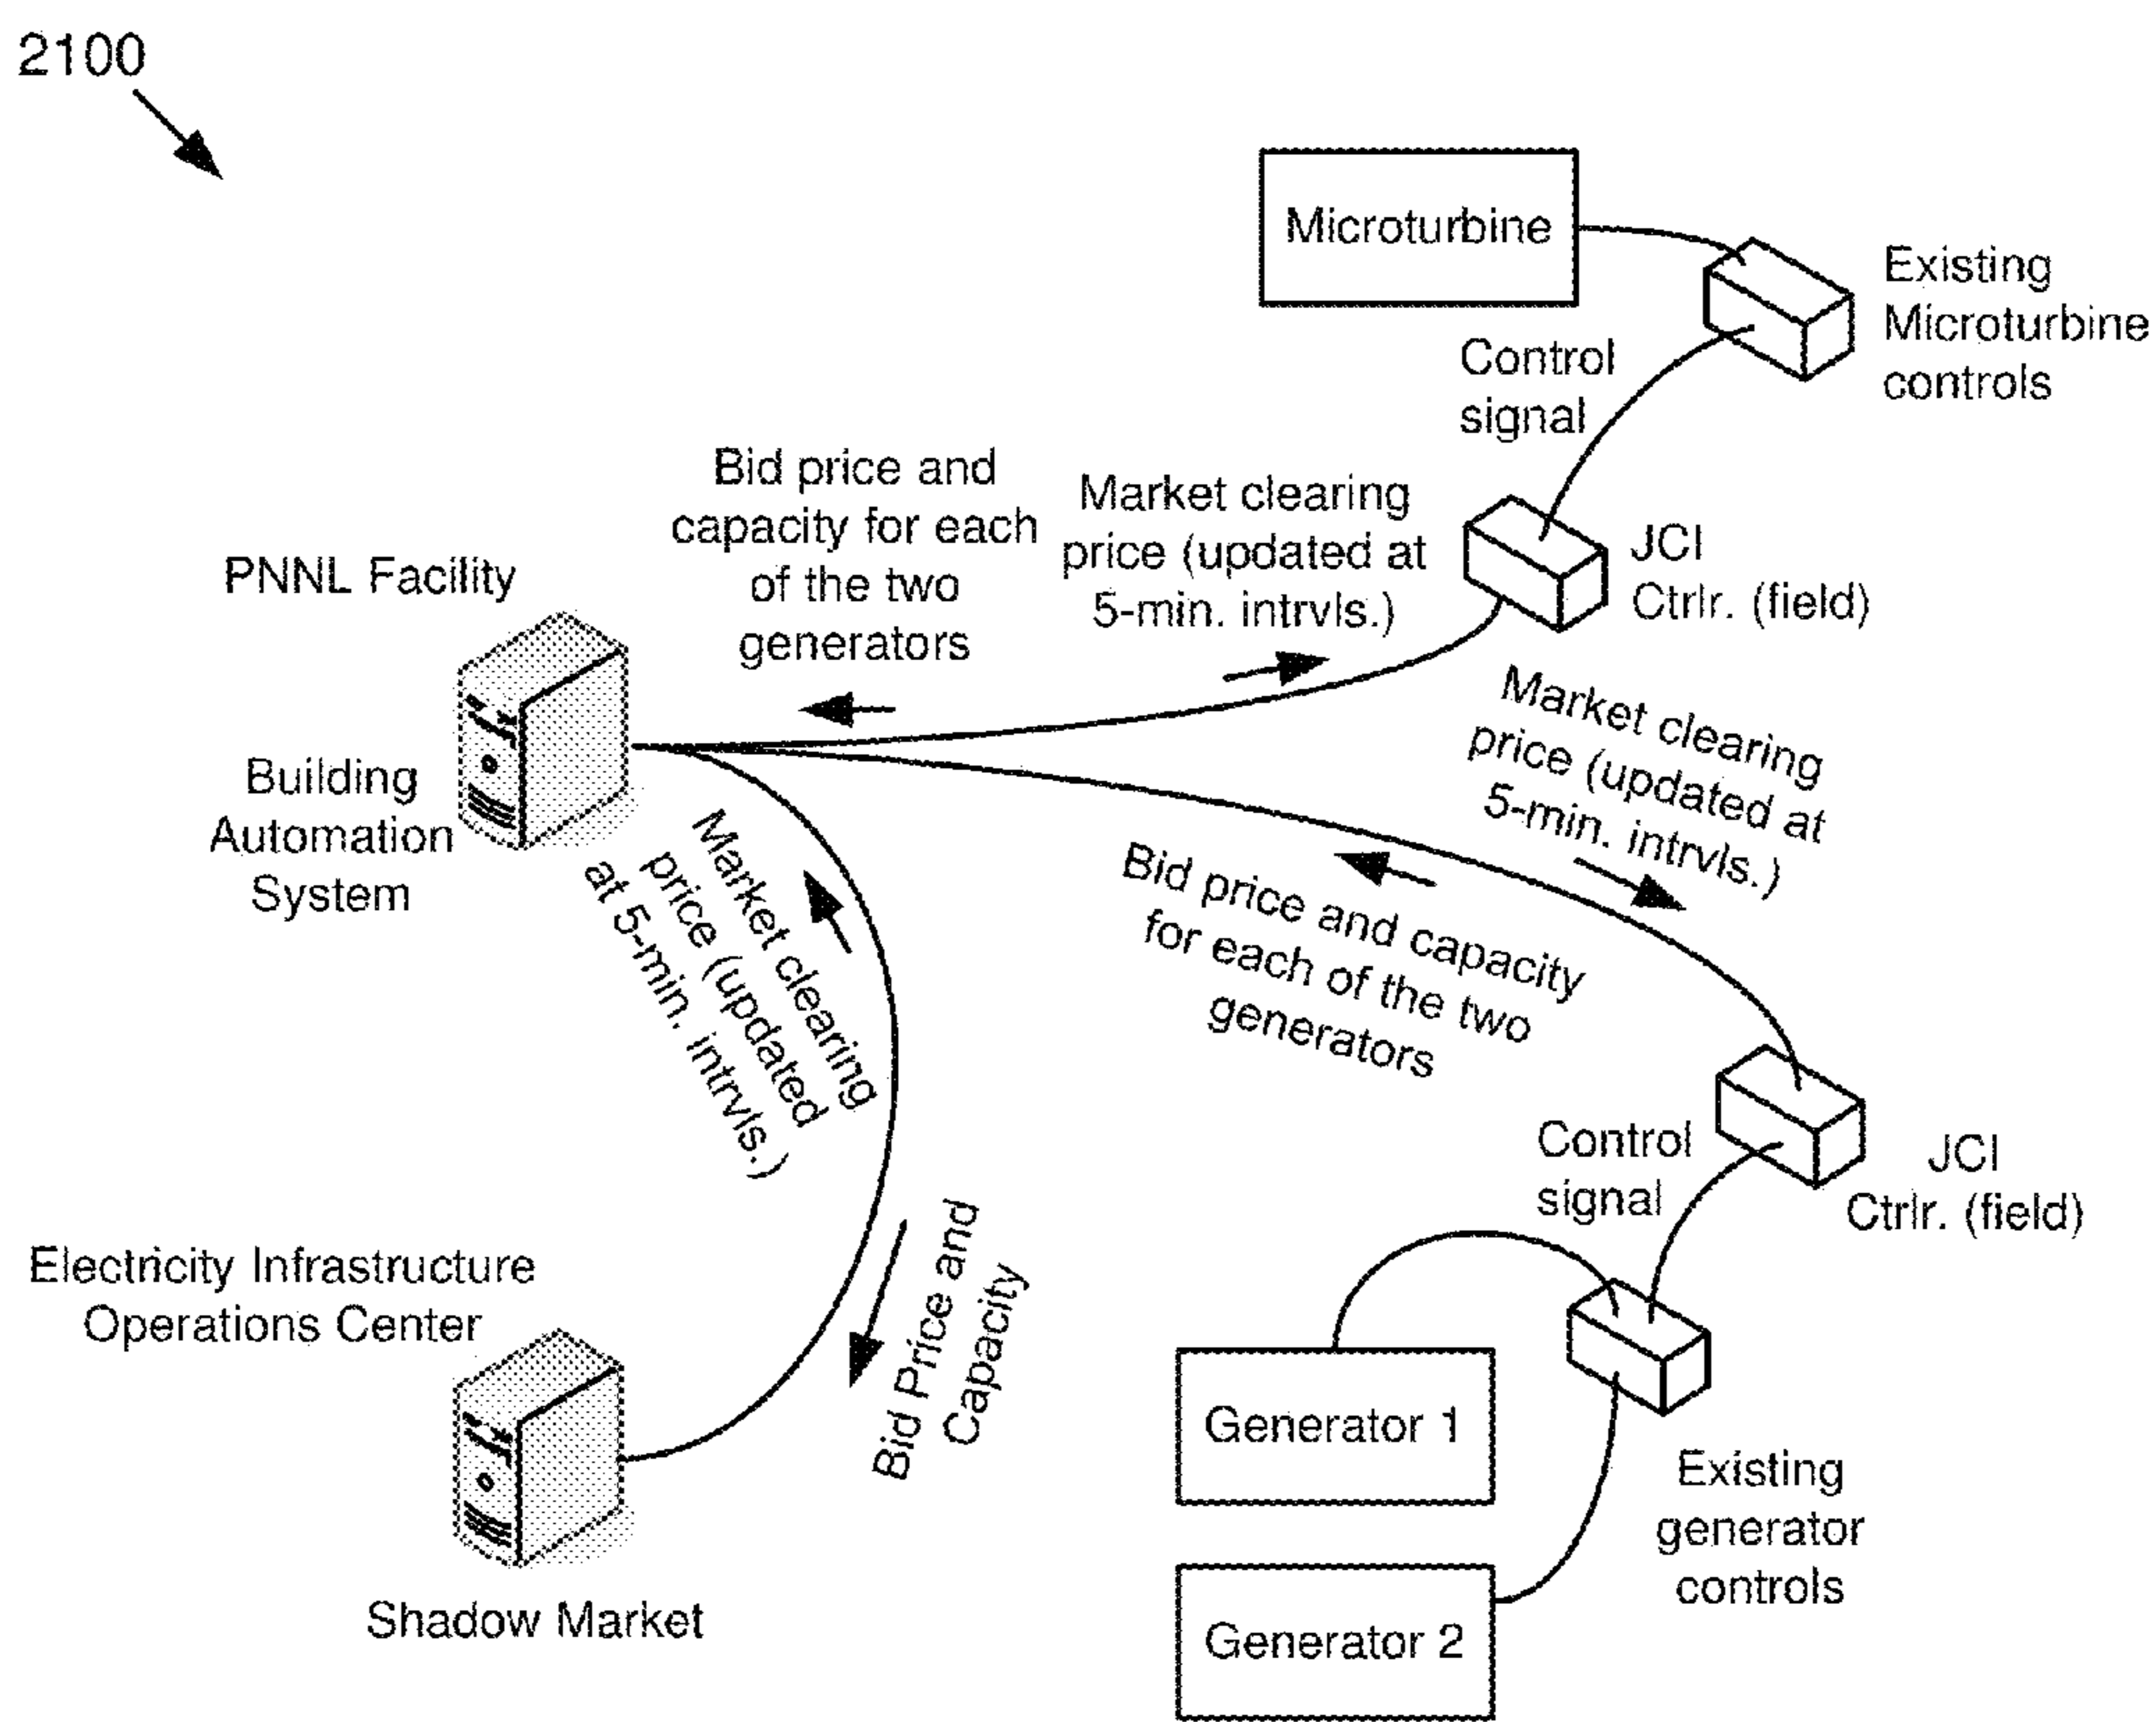 2100
Microturbine
Existing
Microturbine
controls
Control
signal
Bid price and
capacity for each
of the two
generators
Market clearing
price (updated at
5-min. intrvls.)
JCI
Ctrlr. (field)
PNNL Facility
Building
Automation
System
Market clearing
price (updated at
5-min. intrvls.)
Bid price and capacity
for each of the two
generators
Market clearing
price (updated
at 5-min. intrvls.)
Control
signal
JCI
Ctrlr. (field)
Bid Price and
Capacity
Electricity Infrastructure
Operations Center
Shadow Market
Generator 1
Existing
generator
controls
Generator 2